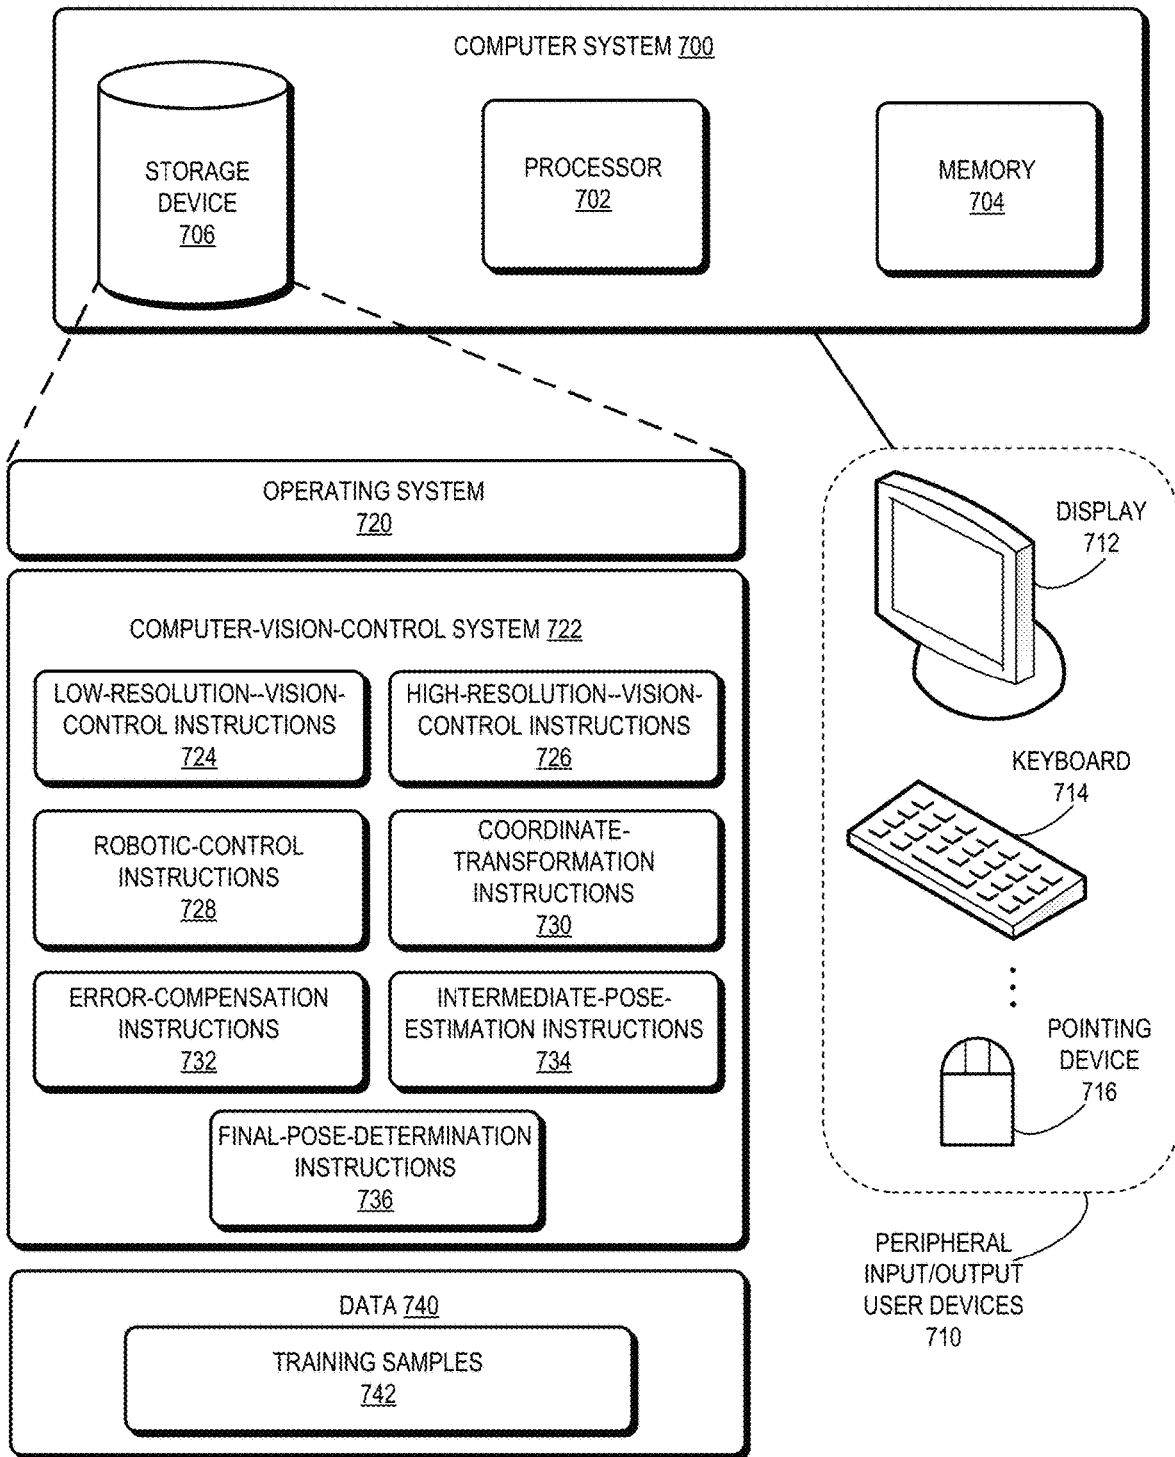 COMPUTER SYSTEM 700
STORAGE
DEVICE
706
PROCESSOR
702
MEMORY
704
OPERATING SYSTEM
720
COMPUTER-VISION-CONTROL SYSTEM 722
LOW-RESOLUTION--VISION-
CONTROL INSTRUCTIONS
724
HIGH-RESOLUTION--VISION-
CONTROL INSTRUCTIONS
726
ROBOTIC-CONTROL
INSTRUCTIONS
728
COORDINATE-
TRANSFORMATION
INSTRUCTIONS
730
ERROR-COMPENSATION
INSTRUCTIONS
732
INTERMEDIATE-POSE-
ESTIMATION INSTRUCTIONS
734
FINAL-POSE-DETERMINATION
INSTRUCTIONS
736
DATA 740
TRAINING SAMPLES
742
DISPLAY
712
KEYBOARD
714
POINTING
DEVICE
716
PERIPHERAL
INPUT/OUTPUT
USER DEVICES
710